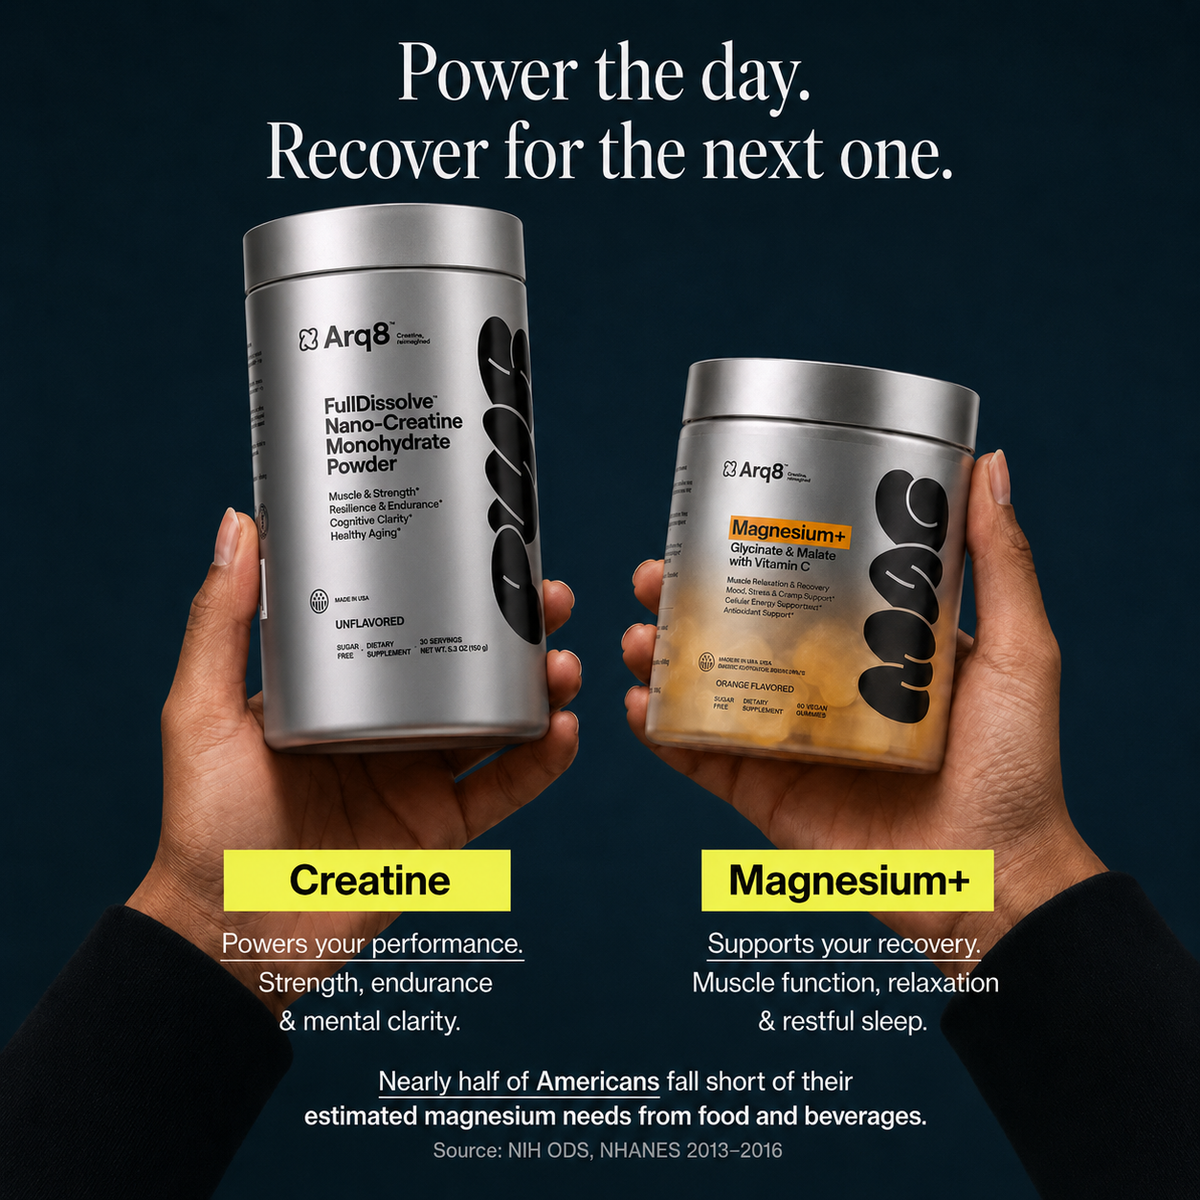 Power the day.
Recover for the next one.
Arq8™
Creatine,
reimagined
FullDissolve™
Nano-Creatine
Monohydrate
Powder
Muscle & Strength*
Resilience & Endurance*
Cognitive Clarity*
Healthy Aging*
MADE IN USA
UNFLAVORED
SUGAR FREE · DIETARY SUPPLEMENT · 30 SERVINGS NET WT. 5.3 OZ (150 g)
Arq8™
Creatine,
reimagined
Magnesium+
Glycinate & Malate
with Vitamin C
Muscle Relaxation & Recovery
Mood, Stress & Cramp Support*
Cellular Energy Support
Antioxidant Support*
ORANGE FLAVORED
SUGAR FREE DIETARY SUPPLEMENT 60 VEGAN GUMMIES
Creatine
Powers your performance.
Strength, endurance
& mental clarity.
Magnesium+
Supports your recovery.
Muscle function, relaxation
& restful sleep.
Nearly half of Americans fall short of their
estimated magnesium needs from food and beverages.
Source: NIH ODS, NHANES 2013–2016